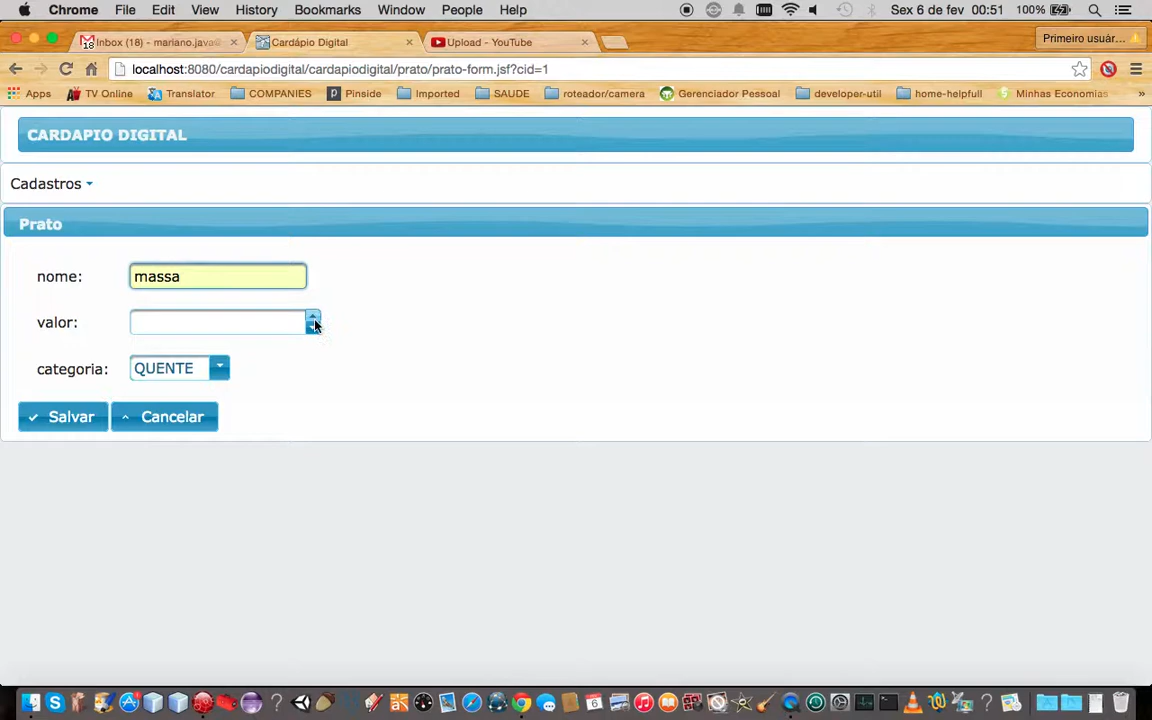 Chrome File Edit View History Bookmarks Window People Help Sex 6 de fev 00:51 100%
18 Inbox (18) - mariano.java@ Cardápio Digital Upload - YouTube Primeiro usuár...
localhost:8080/cardapiodigital/cardapiodigital/prato/prato-form.jsf?cid=1
Apps TV Online Translator COMPANIES Pinside Imported SAUDE roteador/camera Gerenciador Pessoal developer-util home-helpfull Minhas Economias »
CARDAPIO DIGITAL
Cadastros
Prato
nome: massa
valor:
categoria: QUENTE
Salvar Cancelar